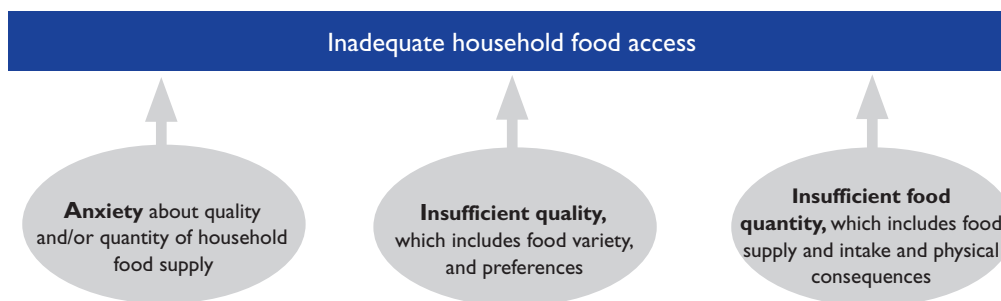 Inadequate household food access
Anxiety about quality
and/or quantity of household
food supply
Insufficient quality,
which includes food variety,
and preferences
Insufficient food
quantity, which includes food
supply and intake and physical
consequences